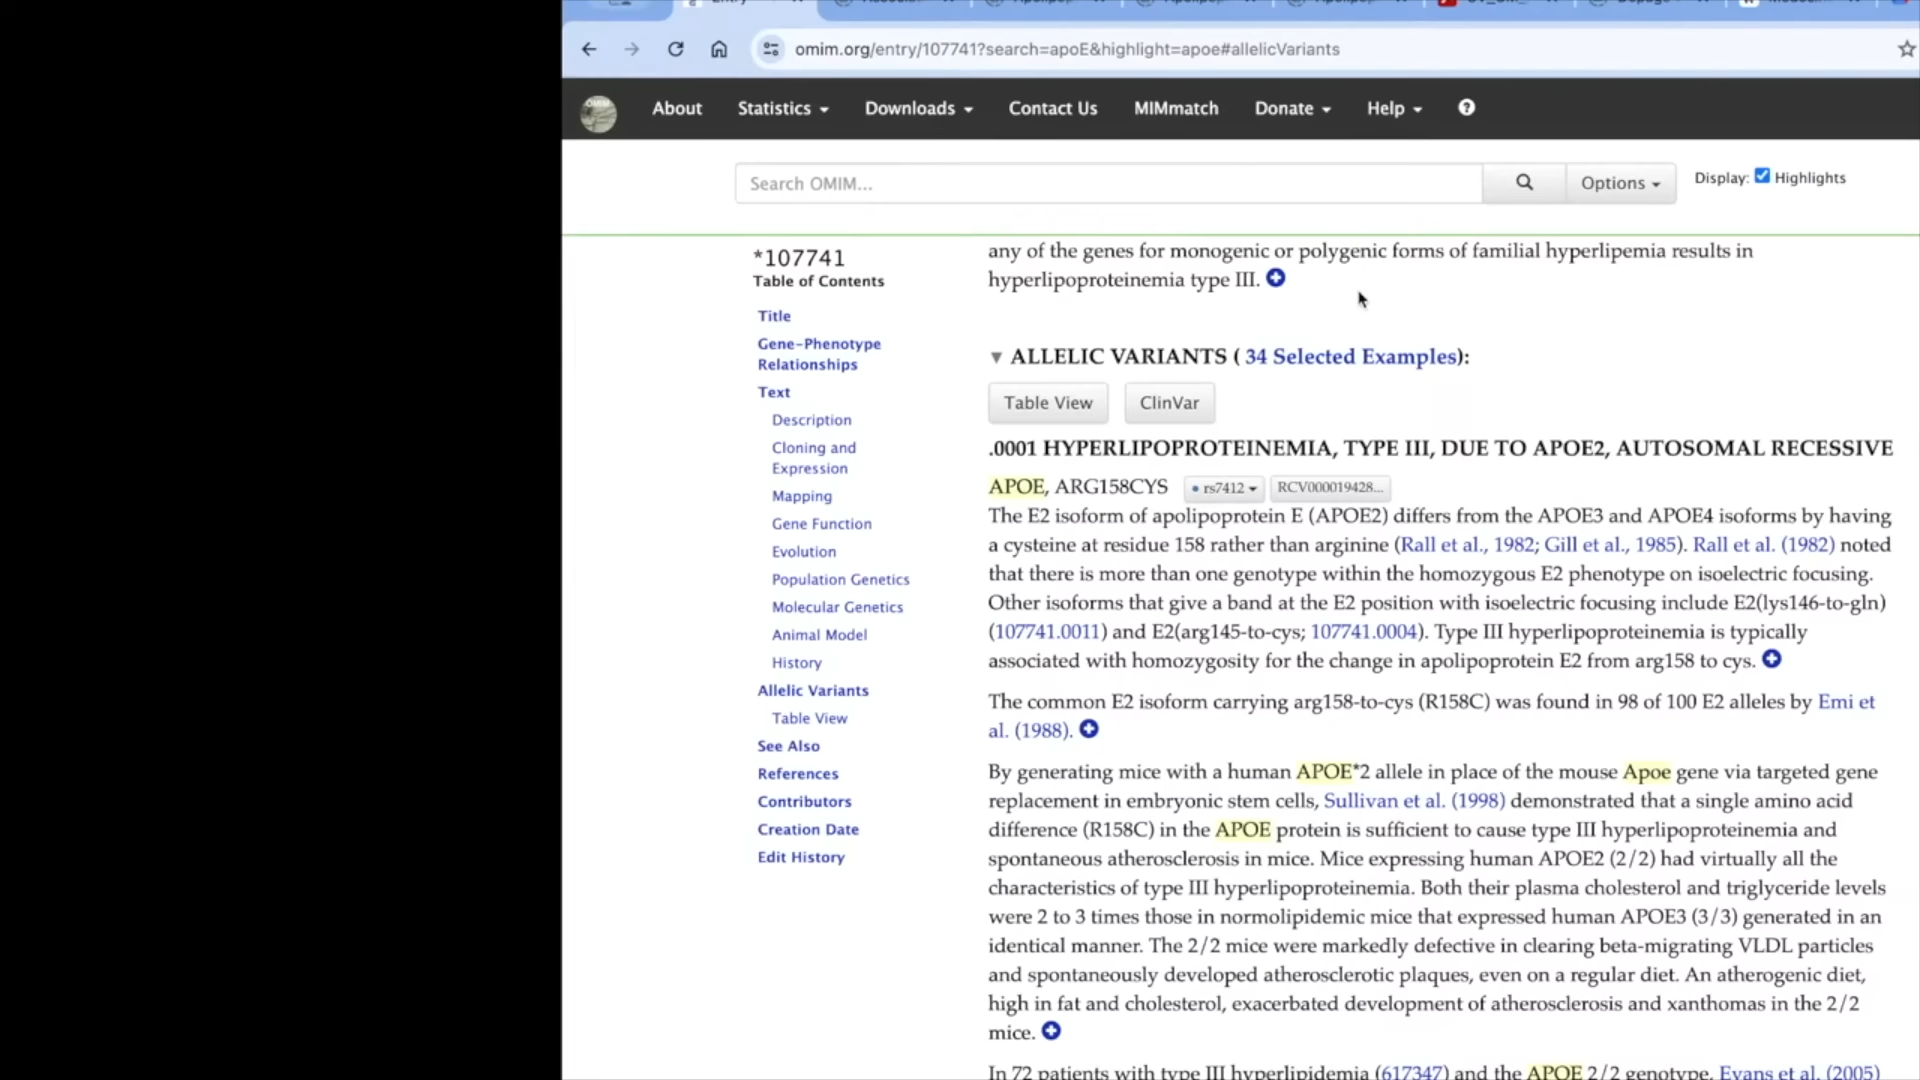 omim.org/entry/107741?search=apoE&highlight=apoe#allelicVariants
About Statistics Downloads Contact Us MIMmatch Donate Help ?
Search OMIM... Options Display: Highlights
*107741
Table of Contents
Title
Gene-Phenotype
Relationships
Text
Description
Cloning and
Expression
Mapping
Gene Function
Evolution
Population Genetics
Molecular Genetics
Animal Model
History
Allelic Variants
Table View
See Also
References
Contributors
Creation Date
Edit History
any of the genes for monogenic or polygenic forms of familial hyperlipemia results in
hyperlipoproteinemia type III.
ALLELIC VARIANTS ( 34 Selected Examples):
Table View ClinVar
.0001 HYPERLIPOPROTEINEMIA, TYPE III, DUE TO APOE2, AUTOSOMAL RECESSIVE
APOE, ARG158CYS rs7412 RCV000019428...
The E2 isoform of apolipoprotein E (APOE2) differs from the APOE3 and APOE4 isoforms by having
a cysteine at residue 158 rather than arginine (Rall et al., 1982; Gill et al., 1985). Rall et al. (1982) noted
that there is more than one genotype within the homozygous E2 phenotype on isoelectric focusing.
Other isoforms that give a band at the E2 position with isoelectric focusing include E2(lys146-to-gln)
(107741.0011) and E2(arg145-to-cys; 107741.0004). Type III hyperlipoproteinemia is typically
associated with homozygosity for the change in apolipoprotein E2 from arg158 to cys.
The common E2 isoform carrying arg158-to-cys (R158C) was found in 98 of 100 E2 alleles by Emi et
al. (1988).
By generating mice with a human APOE*2 allele in place of the mouse Apoe gene via targeted gene
replacement in embryonic stem cells, Sullivan et al. (1998) demonstrated that a single amino acid
difference (R158C) in the APOE protein is sufficient to cause type III hyperlipoproteinemia and
spontaneous atherosclerosis in mice. Mice expressing human APOE2 (2/2) had virtually all the
characteristics of type III hyperlipoproteinemia. Both their plasma cholesterol and triglyceride levels
were 2 to 3 times those in normolipidemic mice that expressed human APOE3 (3/3) generated in an
identical manner. The 2/2 mice were markedly defective in clearing beta-migrating VLDL particles
and spontaneously developed atherosclerotic plaques, even on a regular diet. An atherogenic diet,
high in fat and cholesterol, exacerbated development of atherosclerosis and xanthomas in the 2/2
mice.
In 72 patients with type III hyperlipidemia (617347) and the APOE 2/2 genotype, Evans et al. (2005)